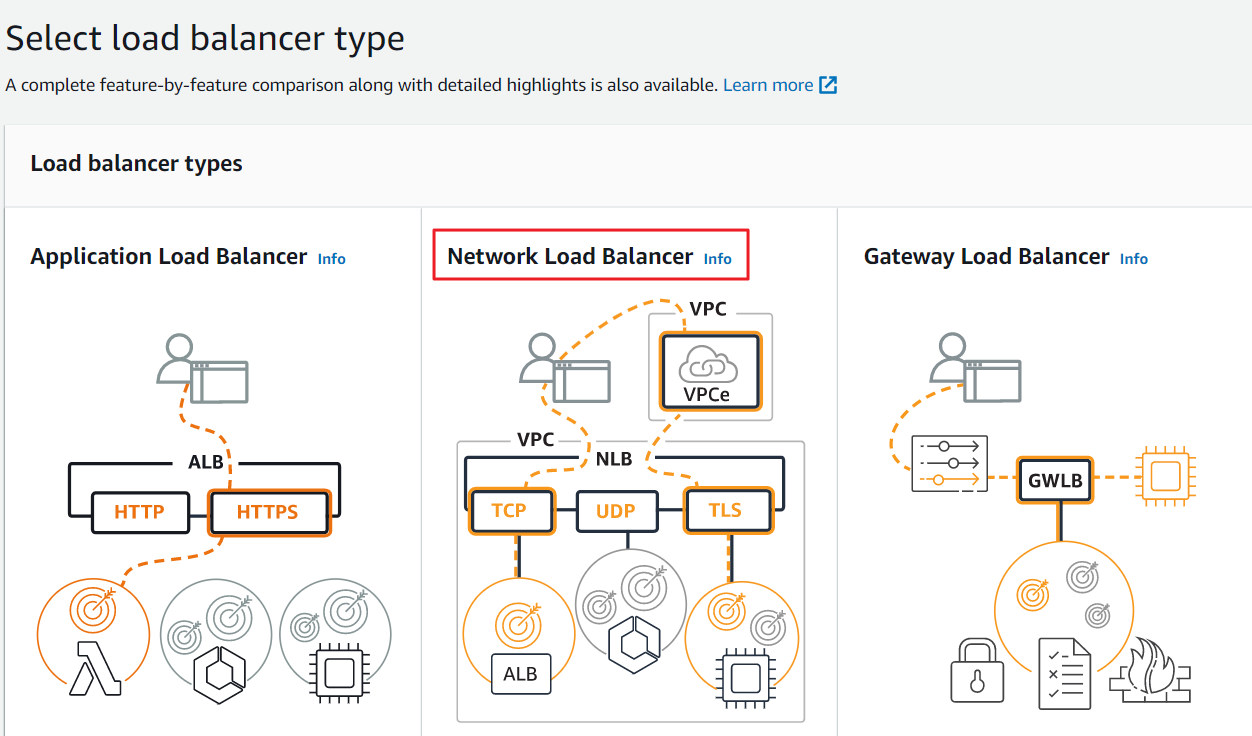 Select load balancer type
A complete feature-by-feature comparison along with detailed highlights is also available. Learn more
Load balancer types
Application Load Balancer Info
ALB
HTTP
HTTPS
Network Load Balancer Info
VPC
VPCe
VPC
NLB
TCP
UDP
TLS
ALB
Gateway Load Balancer Info
GWLB